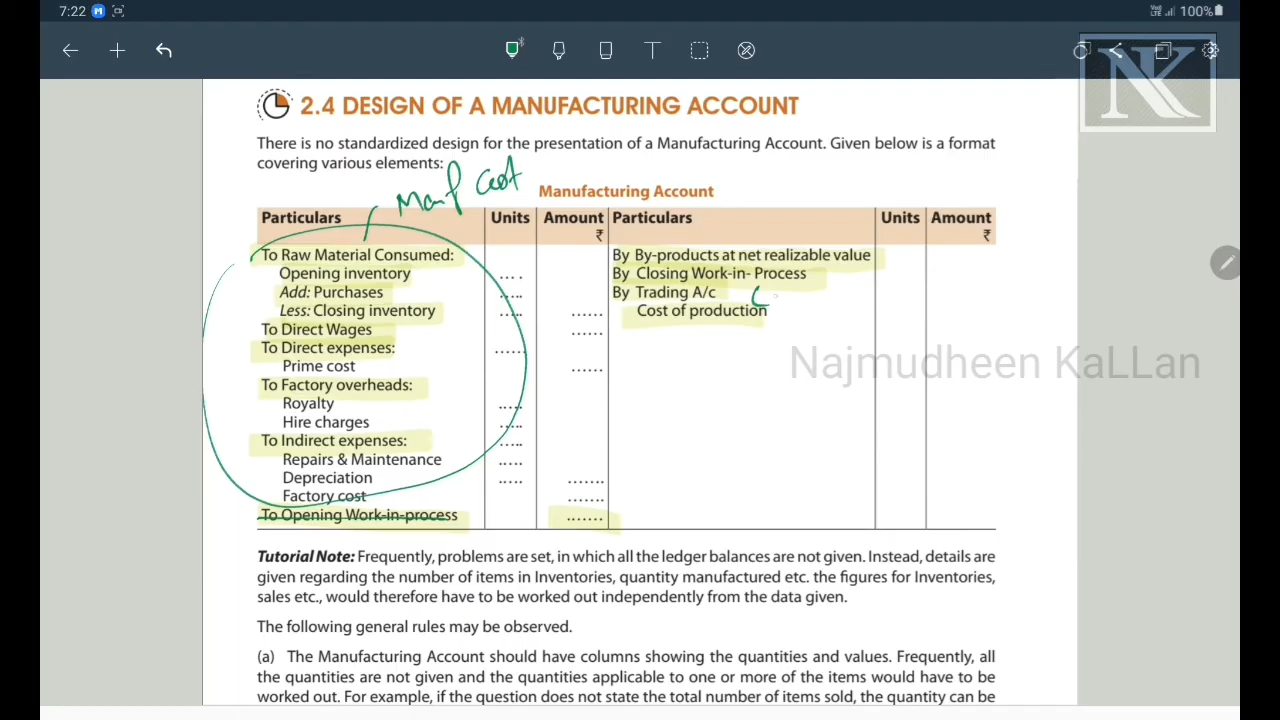 7:22 M Vo) LTE 100%
NK
2.4 DESIGN OF A MANUFACTURING ACCOUNT
There is no standardized design for the presentation of a Manufacturing Account. Given below is a format
covering various elements:
Manf Cost
Manufacturing Account
Particulars Units Amount ₹ Particulars Units Amount ₹
To Raw Material Consumed: By By-products at net realizable value
Opening inventory .... By Closing Work-in- Process
Add: Purchases ..... By Trading A/c
Less: Closing inventory ..... ...... Cost of production
To Direct Wages ......
To Direct expenses: ......
Prime cost ......
To Factory overheads:
Royalty .....
Hire charges .....
To Indirect expenses: .....
Repairs & Maintenance .....
Depreciation ..... .......
Factory cost .......
To Opening Work-in-process .......
Najmudheen KaLLan
Tutorial Note: Frequently, problems are set, in which all the ledger balances are not given. Instead, details are
given regarding the number of items in Inventories, quantity manufactured etc. the figures for Inventories,
sales etc., would therefore have to be worked out independently from the data given.
The following general rules may be observed.
(a) The Manufacturing Account should have columns showing the quantities and values. Frequently, all
the quantities are not given and the quantities applicable to one or more of the items would have to be
worked out. For example, if the question does not state the total number of items sold, the quantity can be